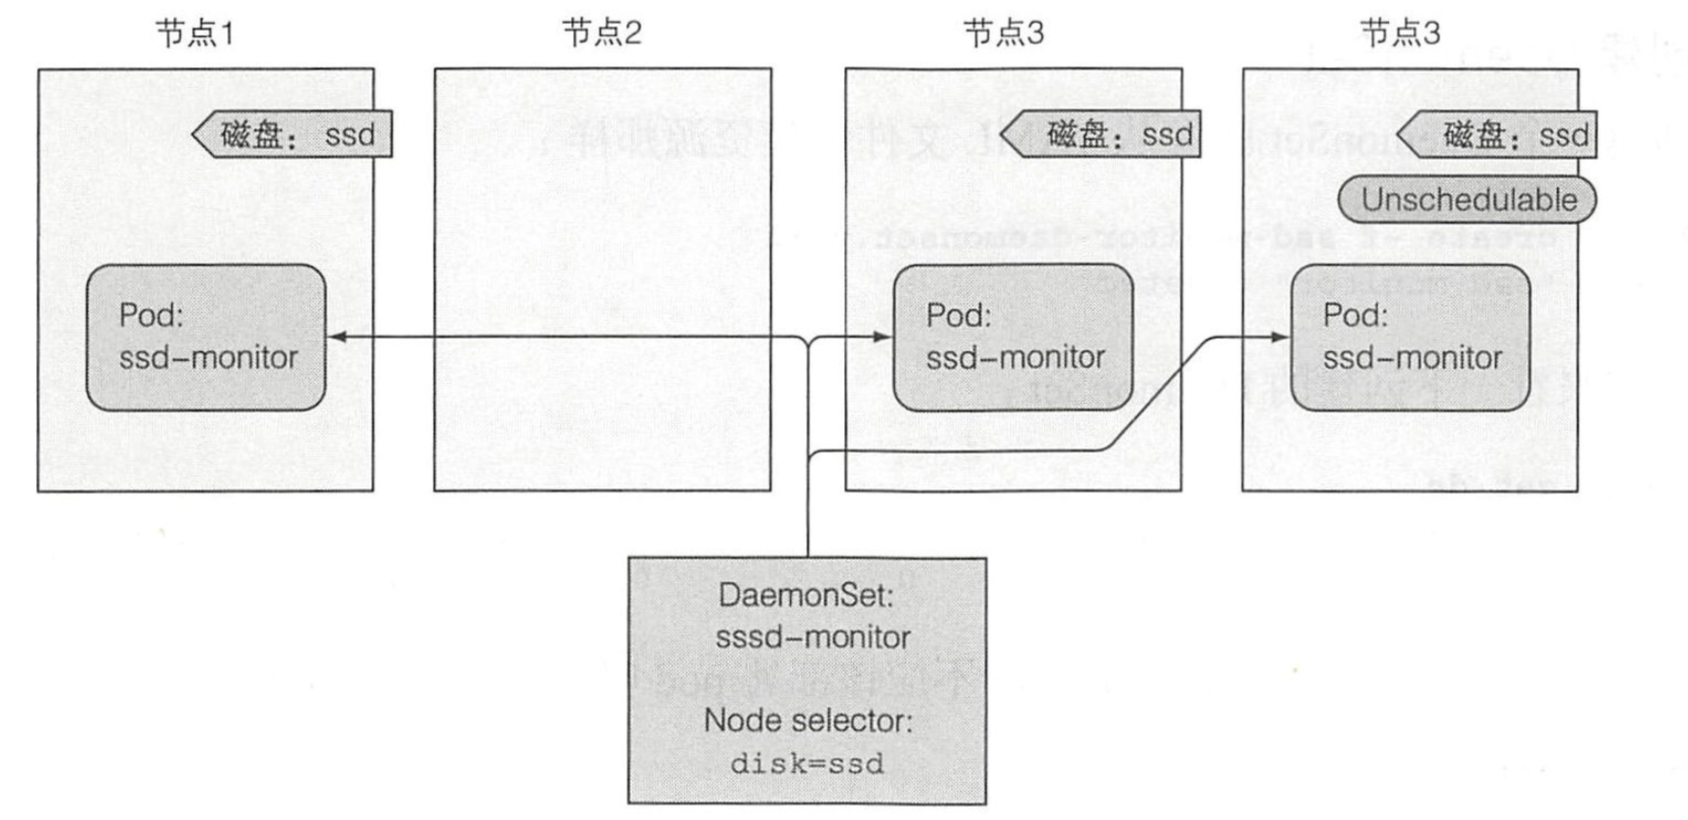 节点1
节点2
节点3
节点3
磁盘：ssd
磁盘：ssd
磁盘：ssd
Unschedulable
Pod:
ssd–monitor
Pod:
ssd–monitor
Pod:
ssd–monitor
DaemonSet:
sssd–monitor
Node selector:
disk=ssd